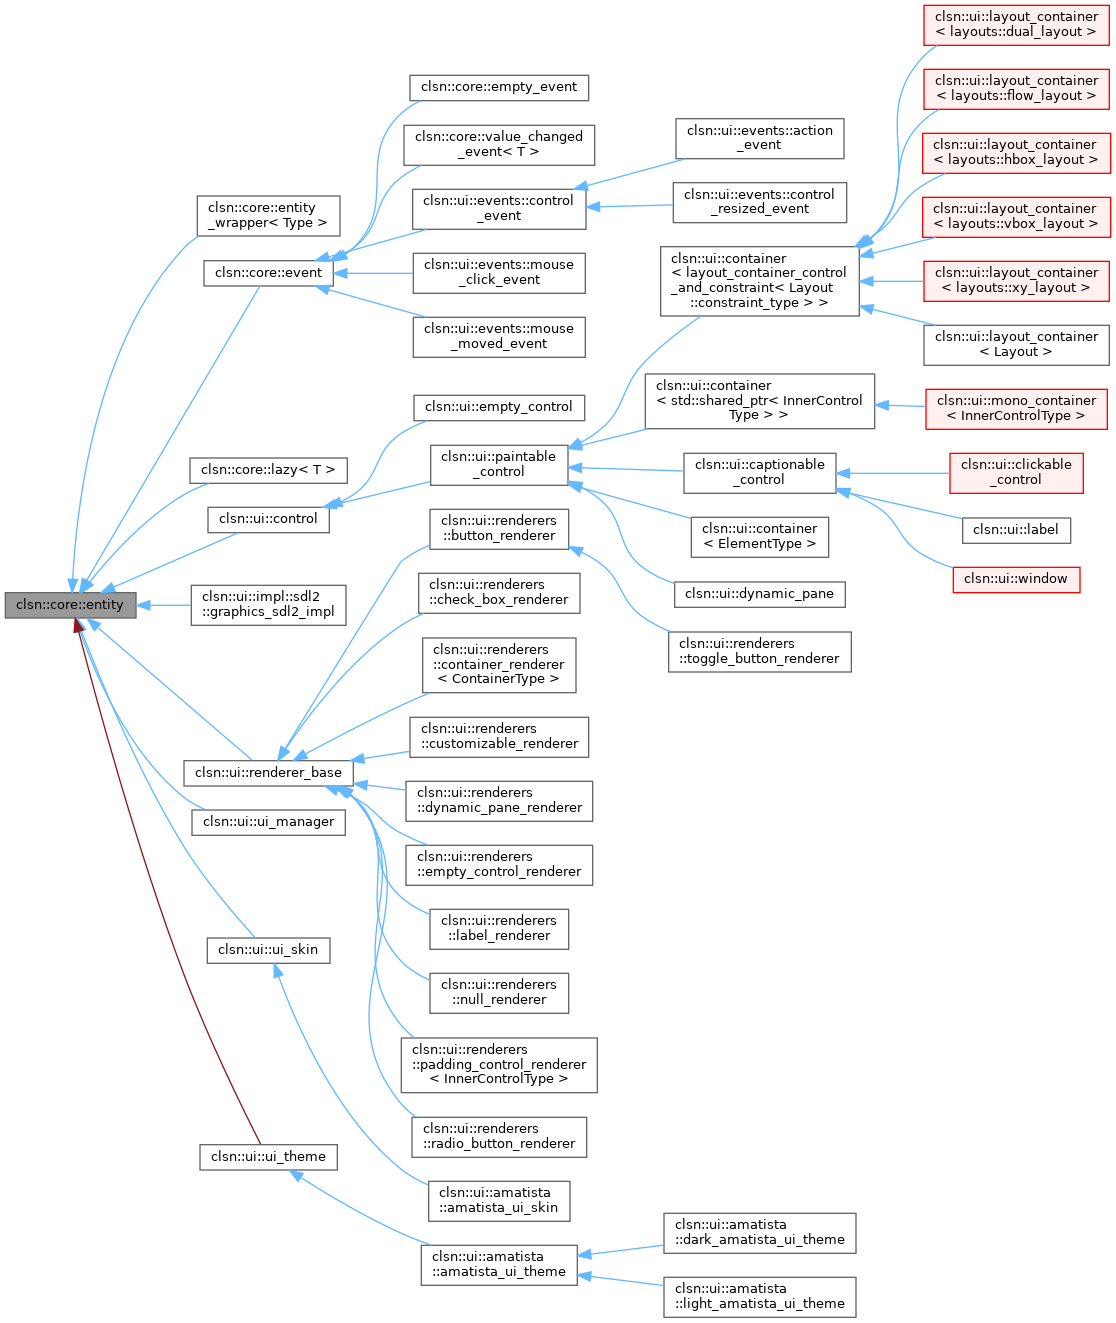 clsn::core::entity
clsn::core::entity
_wrapper< Type >
clsn::core::event
clsn::core::empty_event
clsn::core::value_changed
_event< T >
clsn::ui::events::control
_event
clsn::ui::events::action
_event
clsn::ui::events::control
_resized_event
clsn::ui::events::mouse
_click_event
clsn::ui::events::mouse
_moved_event
clsn::core::lazy< T >
clsn::ui::control
clsn::ui::empty_control
clsn::ui::paintable
_control
clsn::ui::container
< layout_container_control
_and_constraint< Layout
::constraint_type > >
clsn::ui::layout_container
< layouts::dual_layout >
clsn::ui::layout_container
< layouts::flow_layout >
clsn::ui::layout_container
< layouts::hbox_layout >
clsn::ui::layout_container
< layouts::vbox_layout >
clsn::ui::layout_container
< layouts::xy_layout >
clsn::ui::layout_container
< Layout >
clsn::ui::container
< std::shared_ptr< InnerControl
Type > >
clsn::ui::mono_container
< InnerControlType >
clsn::ui::captionable
_control
clsn::ui::clickable
_control
clsn::ui::label
clsn::ui::window
clsn::ui::container
< ElementType >
clsn::ui::dynamic_pane
clsn::ui::impl::sdl2
::graphics_sdl2_impl
clsn::ui::renderer_base
clsn::ui::renderers
::button_renderer
clsn::ui::renderers
::toggle_button_renderer
clsn::ui::renderers
::check_box_renderer
clsn::ui::renderers
::container_renderer
< ContainerType >
clsn::ui::renderers
::customizable_renderer
clsn::ui::renderers
::dynamic_pane_renderer
clsn::ui::renderers
::empty_control_renderer
clsn::ui::renderers
::label_renderer
clsn::ui::renderers
::null_renderer
clsn::ui::renderers
::padding_control_renderer
< InnerControlType >
clsn::ui::renderers
::radio_button_renderer
clsn::ui::ui_manager
clsn::ui::ui_skin
clsn::ui::amatista
::amatista_ui_skin
clsn::ui::ui_theme
clsn::ui::amatista
::amatista_ui_theme
clsn::ui::amatista
::dark_amatista_ui_theme
clsn::ui::amatista
::light_amatista_ui_theme